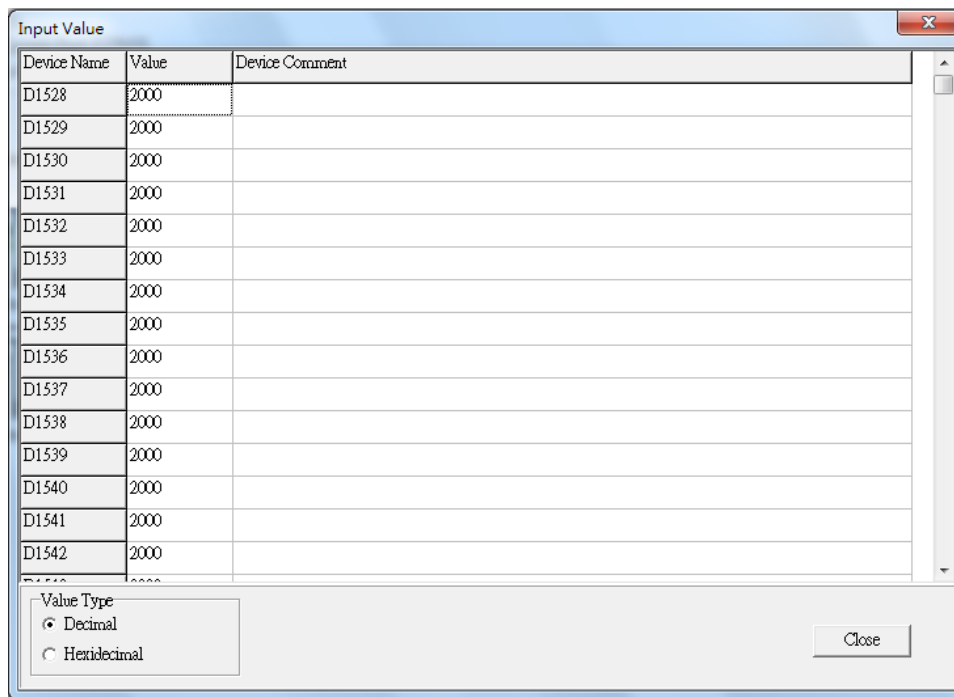 Input Value
Device Name Value Device Comment
D1528 2000
D1529 2000
D1530 2000
D1531 2000
D1532 2000
D1533 2000
D1534 2000
D1535 2000
D1536 2000
D1537 2000
D1538 2000
D1539 2000
D1540 2000
D1541 2000
D1542 2000
Value Type
Decimal
Hexidecimal
Close